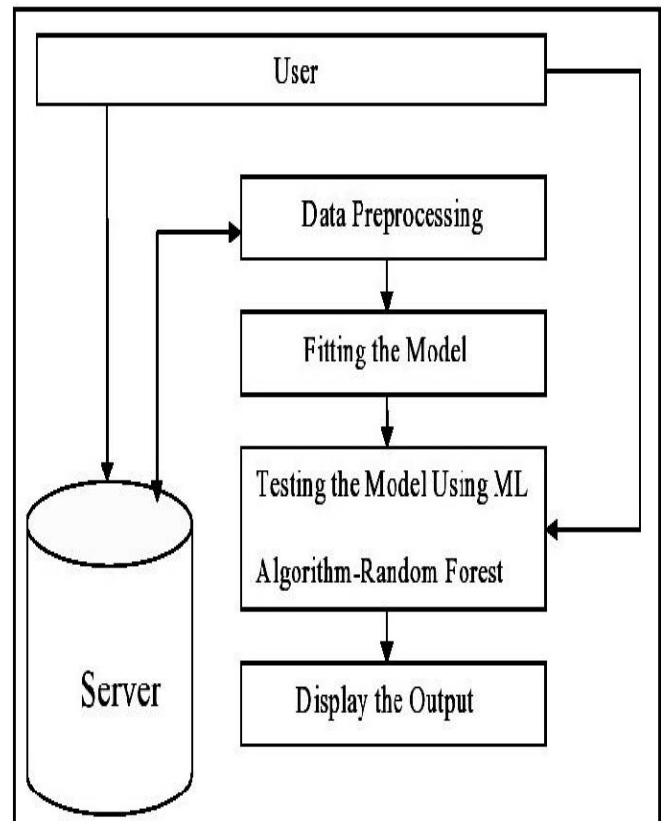 User
Data Preprocessing
Fitting the Model
Testing the Model Using ML
Algorithm-Random Forest
Server
Display the Output